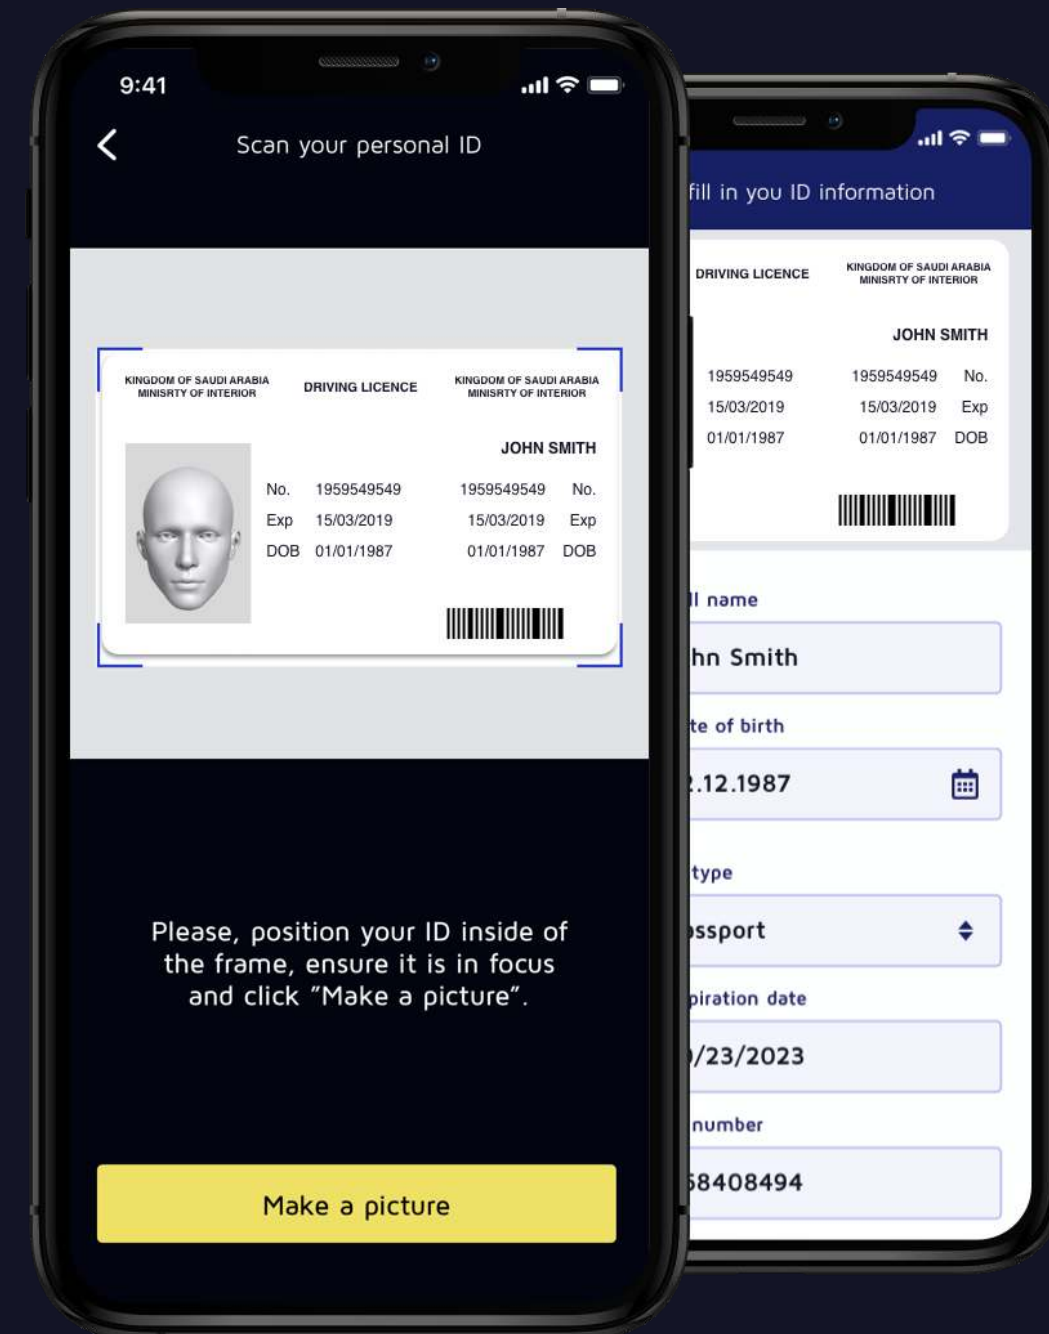 9:41
Scan your personal ID
KINGDOM OF SAUDI ARABIA
MINISRTY OF INTERIOR
DRIVING LICENCE
KINGDOM OF SAUDI ARABIA
MINISRTY OF INTERIOR
JOHN SMITH
No. 1959549549 1959549549 No.
Exp 15/03/2019 15/03/2019 Exp
DOB 01/01/1987 01/01/1987 DOB
Please, position your ID inside of
the frame, ensure it is in focus
and click "Make a picture".
Make a picture
fill in you ID information
DRIVING LICENCE
KINGDOM OF SAUDI ARABIA
MINISRTY OF INTERIOR
JOHN SMITH
1959549549 1959549549 No.
15/03/2019 15/03/2019 Exp
01/01/1987 01/01/1987 DOB
name
Smith
of birth
.12.1987
type
date
/23/2023
number
8408494